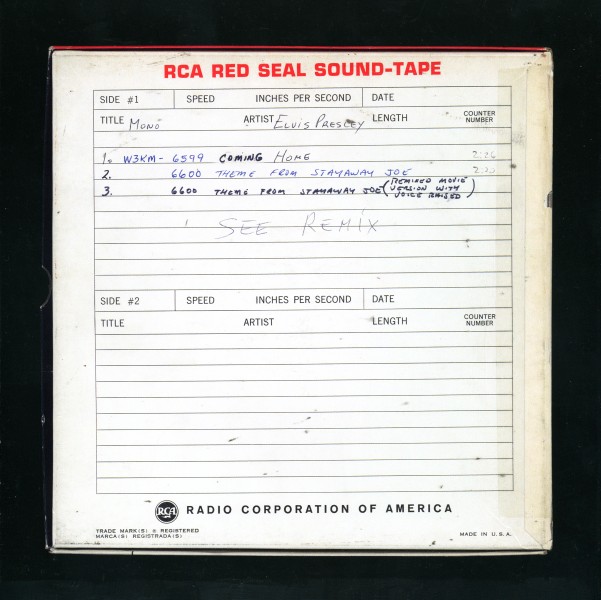 RCA RED SEAL SOUND-TAPE
SIDE #1 SPEED INCHES PER SECOND DATE
TITLE MONO ARTIST ELVIS PRESLEY LENGTH COUNTER NUMBER
1. W3KM- 6599 COMING HOME
2. 6600 THEME FROM STAYAWAY JOE
3. 6600 THEME FROM STAYAWAY JOE (REMIXED MOVIE
VERSION WITH
VOICE RAISED)
SEE REMIX
SIDE #2 SPEED INCHES PER SECOND DATE
TITLE ARTIST LENGTH COUNTER NUMBER
RCA RADIO CORPORATION OF AMERICA
TRADE MARK(S) ® REGISTERED
MARCA(S) REGISTRADA(S)
MADE IN U.S.A.